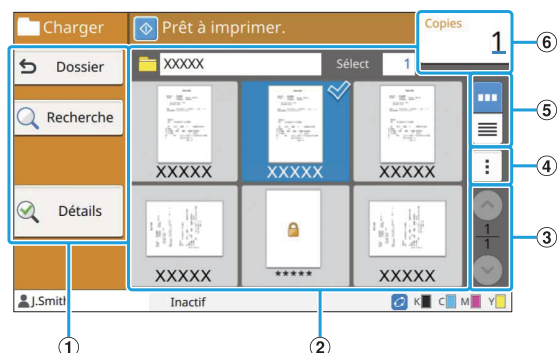 Charger
Prêt à imprimer.
Copies
1
Dossier
XXXXX
Sélect
1
Recherche
XXXXX
XXXXX
XXXXX
Détails
1
1
XXXXX
*****
XXXXX
J.Smith
Inactif
K
C
M
Y
6
5
4
3
1
2